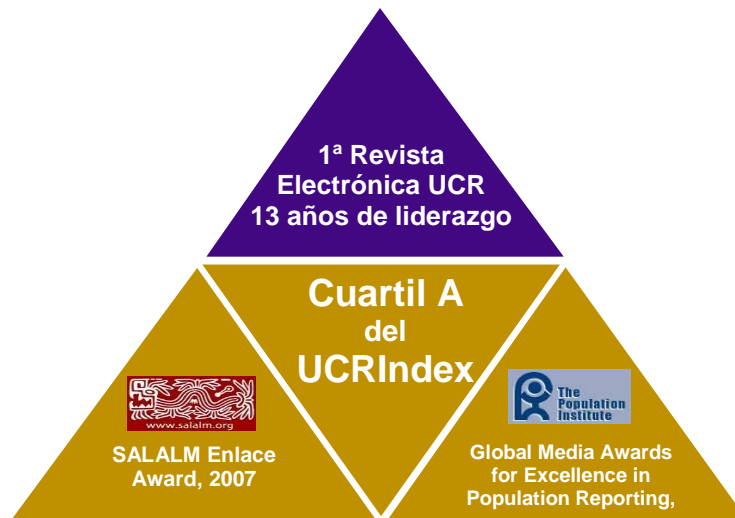 1ª Revista
Electrónica UCR
13 años de liderazgo
Cuartil A
del
UCRIndex
www.salalm.org
SALALM Enlace
Award, 2007
The
Population
Institute
Global Media Awards
for Excellence in
Population Reporting,